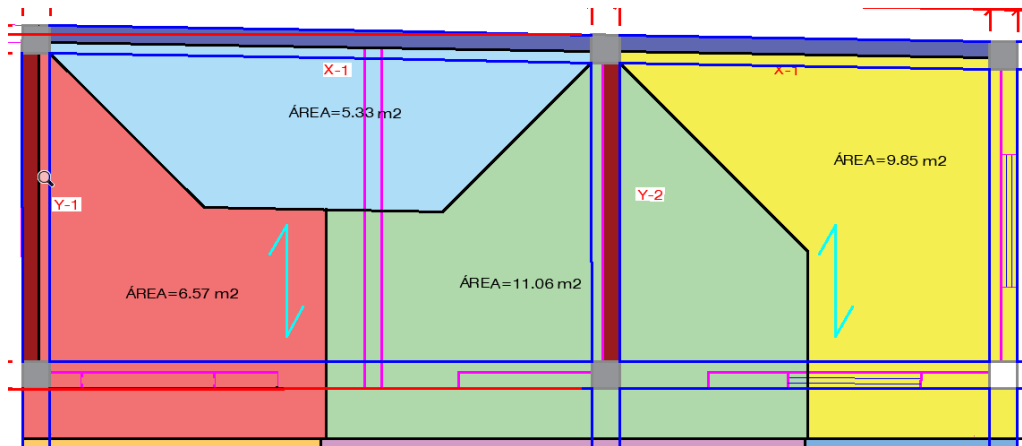 X-1
X-1
ÁREA=5.33 m2
ÁREA=9.85 m2
Y-1
Y-2
ÁREA=6.57 m2
ÁREA=11.06 m2